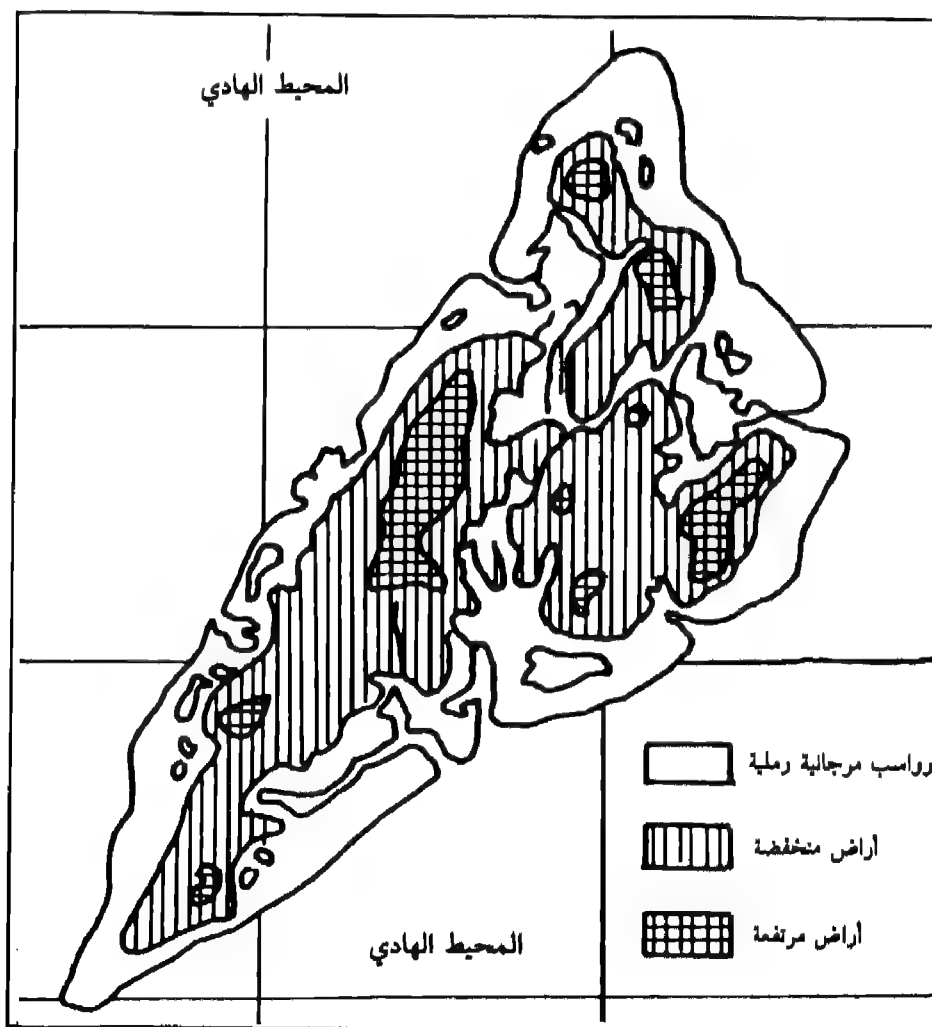 المحيط الهادي
رواسب مرجانية رملية
أراض منخفضة
أراض مرتفعة
المحيط الهادي